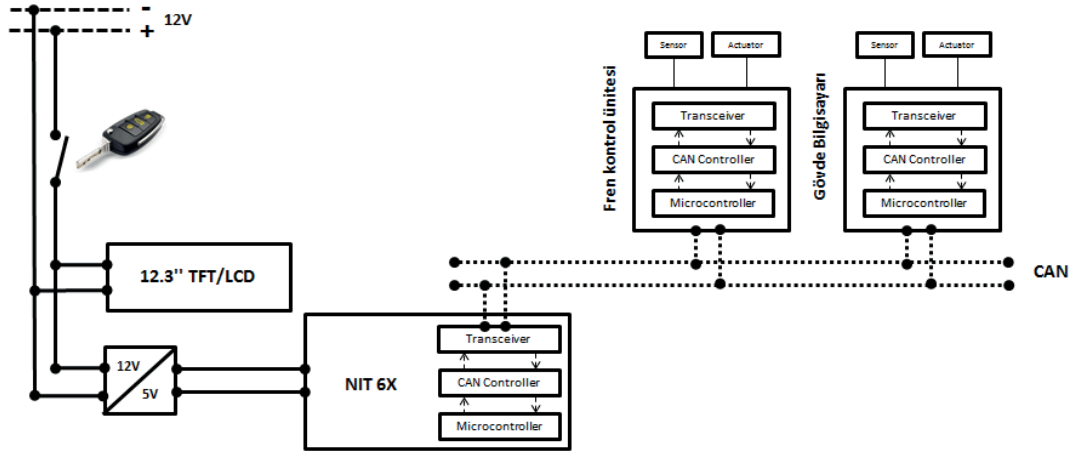 -
+
12V
Sensor
Actuator
Fren kontrol ünitesi
Transceiver
CAN Controller
Microcontroller
Sensor
Actuator
Gövde Bilgisayarı
Transceiver
CAN Controller
Microcontroller
CAN
12.3'' TFT/LCD
12V
5V
NIT 6X
Transceiver
CAN Controller
Microcontroller